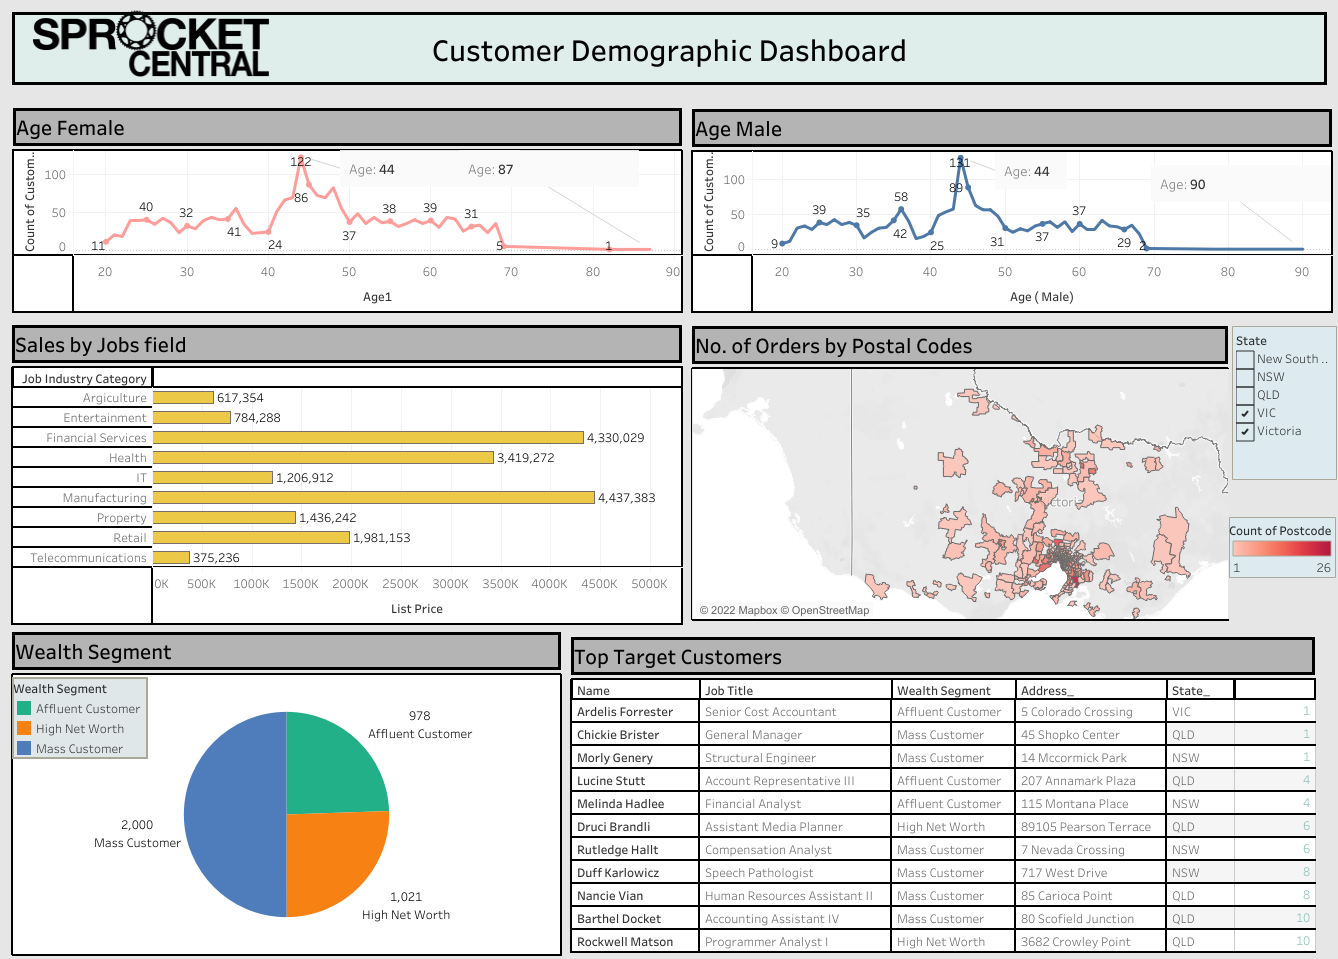 SPROCKET
CENTRAL
Customer Demographic Dashboard
Age Female
Count of Custom..
100
50
0
11
40
32
41
24
122
86
37
38
39
31
5
1
Age: 44
Age: 87
20
30
40
50
60
70
80
90
Age1
Age Male
Count of Custom..
100
50
0
9
39
35
58
42
25
131
89
31
37
37
29
2
Age: 44
Age: 90
20
30
40
50
60
70
80
90
Age ( Male)
Sales by Jobs field
Job Industry Category
Argiculture 617,354
Entertainment 784,288
Financial Services 4,330,029
Health 3,419,272
IT 1,206,912
Manufacturing 4,437,383
Property 1,436,242
Retail 1,981,153
Telecommunications 375,236
0K 500K 1000K 1500K 2000K 2500K 3000K 3500K 4000K 4500K 5000K
List Price
No. of Orders by Postal Codes
ctoria
© 2022 Mapbox © OpenStreetMap
State
New South ..
NSW
QLD
VIC
Victoria
Count of Postcode
1 26
Wealth Segment
Wealth Segment
Affluent Customer
High Net Worth
Mass Customer
978
Affluent Customer
2,000
Mass Customer
1,021
High Net Worth
Top Target Customers
Name Job Title Wealth Segment Address_ State_
Ardelis Forrester Senior Cost Accountant Affluent Customer 5 Colorado Crossing VIC 1
Chickie Brister General Manager Mass Customer 45 Shopko Center QLD 1
Morly Genery Structural Engineer Mass Customer 14 Mccormick Park NSW 1
Lucine Stutt Account Representative III Affluent Customer 207 Annamark Plaza QLD 4
Melinda Hadlee Financial Analyst Affluent Customer 115 Montana Place NSW 4
Druci Brandli Assistant Media Planner High Net Worth 89105 Pearson Terrace QLD 6
Rutledge Hallt Compensation Analyst Mass Customer 7 Nevada Crossing NSW 6
Duff Karlowicz Speech Pathologist Mass Customer 717 West Drive NSW 8
Nancie Vian Human Resources Assistant II Mass Customer 85 Carioca Point QLD 8
Barthel Docket Accounting Assistant IV Mass Customer 80 Scofield Junction QLD 10
Rockwell Matson Programmer Analyst I High Net Worth 3682 Crowley Point QLD 10